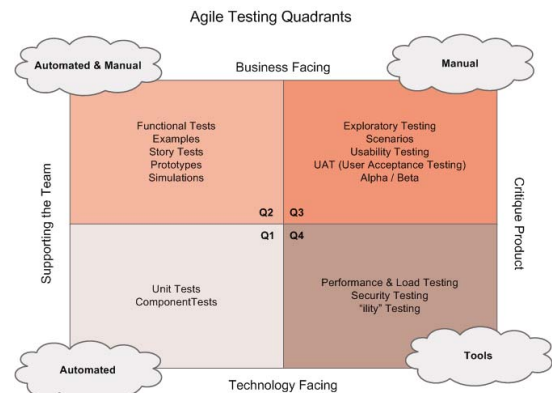 Agile Testing Quadrants
Automated & Manual
Business Facing
Manual
Supporting the Team
Functional Tests
Examples
Story Tests
Prototypes
Simulations
Q2
Exploratory Testing
Scenarios
Usability Testing
UAT (User Acceptance Testing)
Alpha / Beta
Q3
Critique Product
Q1
Unit Tests
ComponentTests
Q4
Performance & Load Testing
Security Testing
"ility" Testing
Automated
Technology Facing
Tools